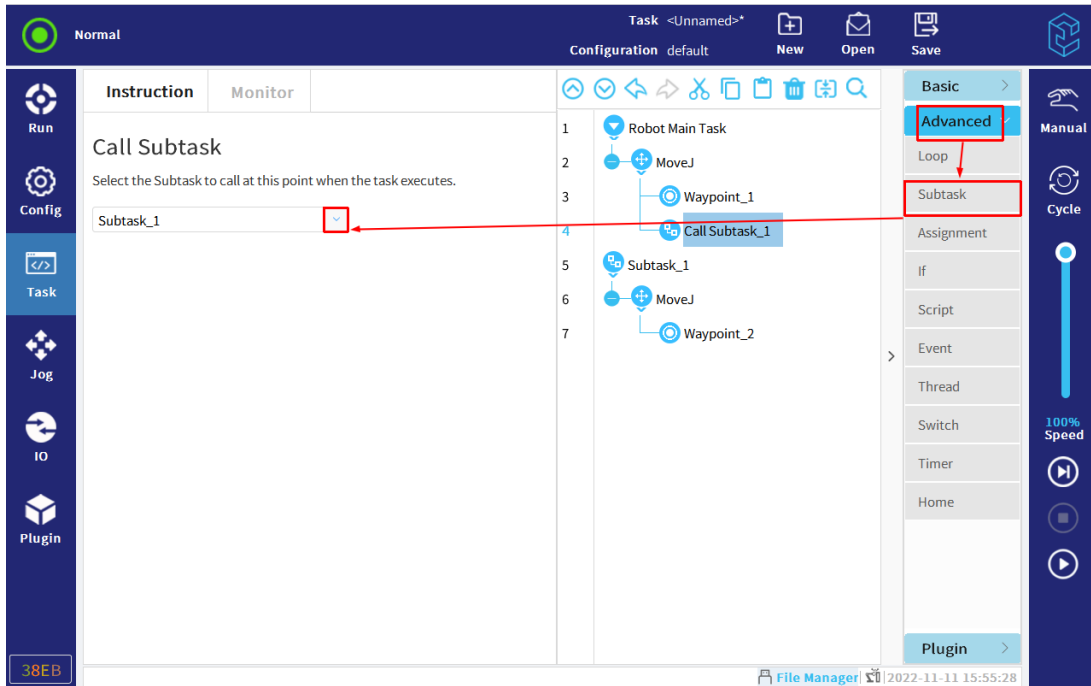 Normal
Task <Unnamed>*
Configuration default
New
Open
Save
Run
Config
Task
Jog
IO
Plugin
38EB
Instruction
Monitor
Call Subtask
Select the Subtask to call at this point when the task executes.
Subtask_1
1 Robot Main Task
2 MoveJ
3 Waypoint_1
4 Call Subtask_1
5 Subtask_1
6 MoveJ
7 Waypoint_2
Basic
Advanced
Loop
Subtask
Assignment
If
Script
Event
Thread
Switch
Timer
Home
Plugin
Manual
Cycle
100%
Speed
File Manager
2022-11-11 15:55:28